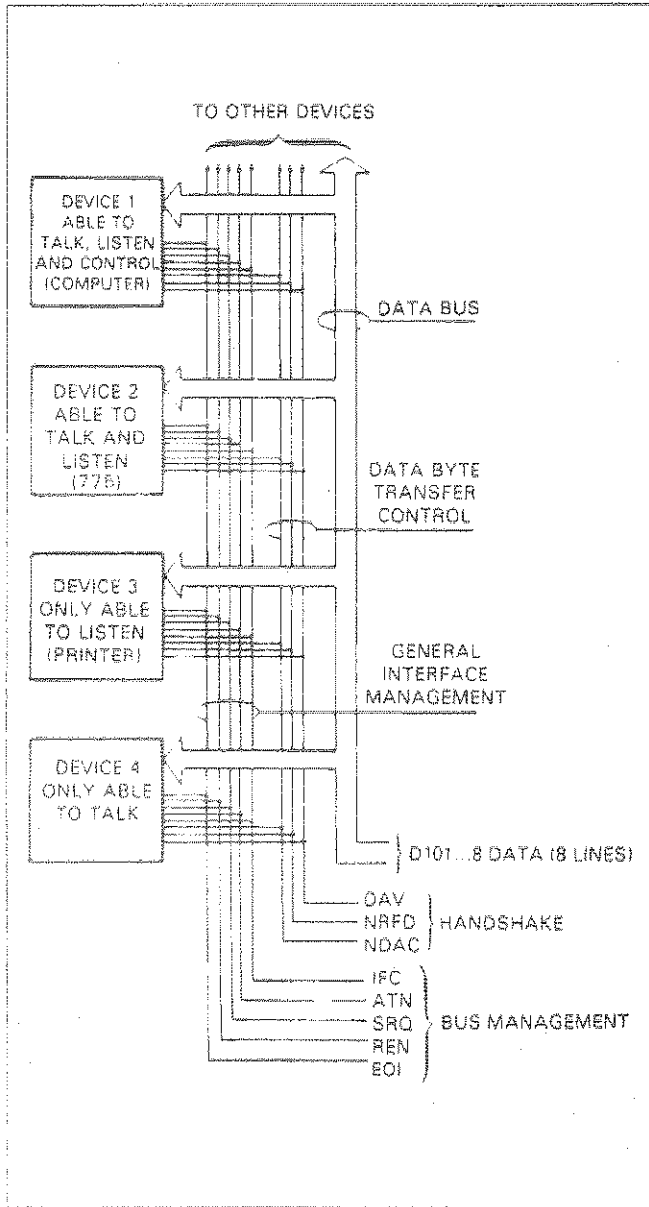 TO OTHER DEVICES
DEVICE 1
ABLE TO
TALK, LISTEN
AND CONTROL
(COMPUTER)
DATA BUS
DEVICE 2
ABLE TO
TALK AND
LISTEN
(775)
DATA BYTE
TRANSFER
CONTROL
DEVICE 3
ONLY ABLE
TO LISTEN
(PRINTER)
GENERAL
INTERFACE
MANAGEMENT
DEVICE 4
ONLY ABLE
TO TALK
D101...8 DATA (8 LINES)
DAV
NRFD
NDAC
HANDSHAKE
IFC
ATN
SRQ
REN
EOI
BUS MANAGEMENT